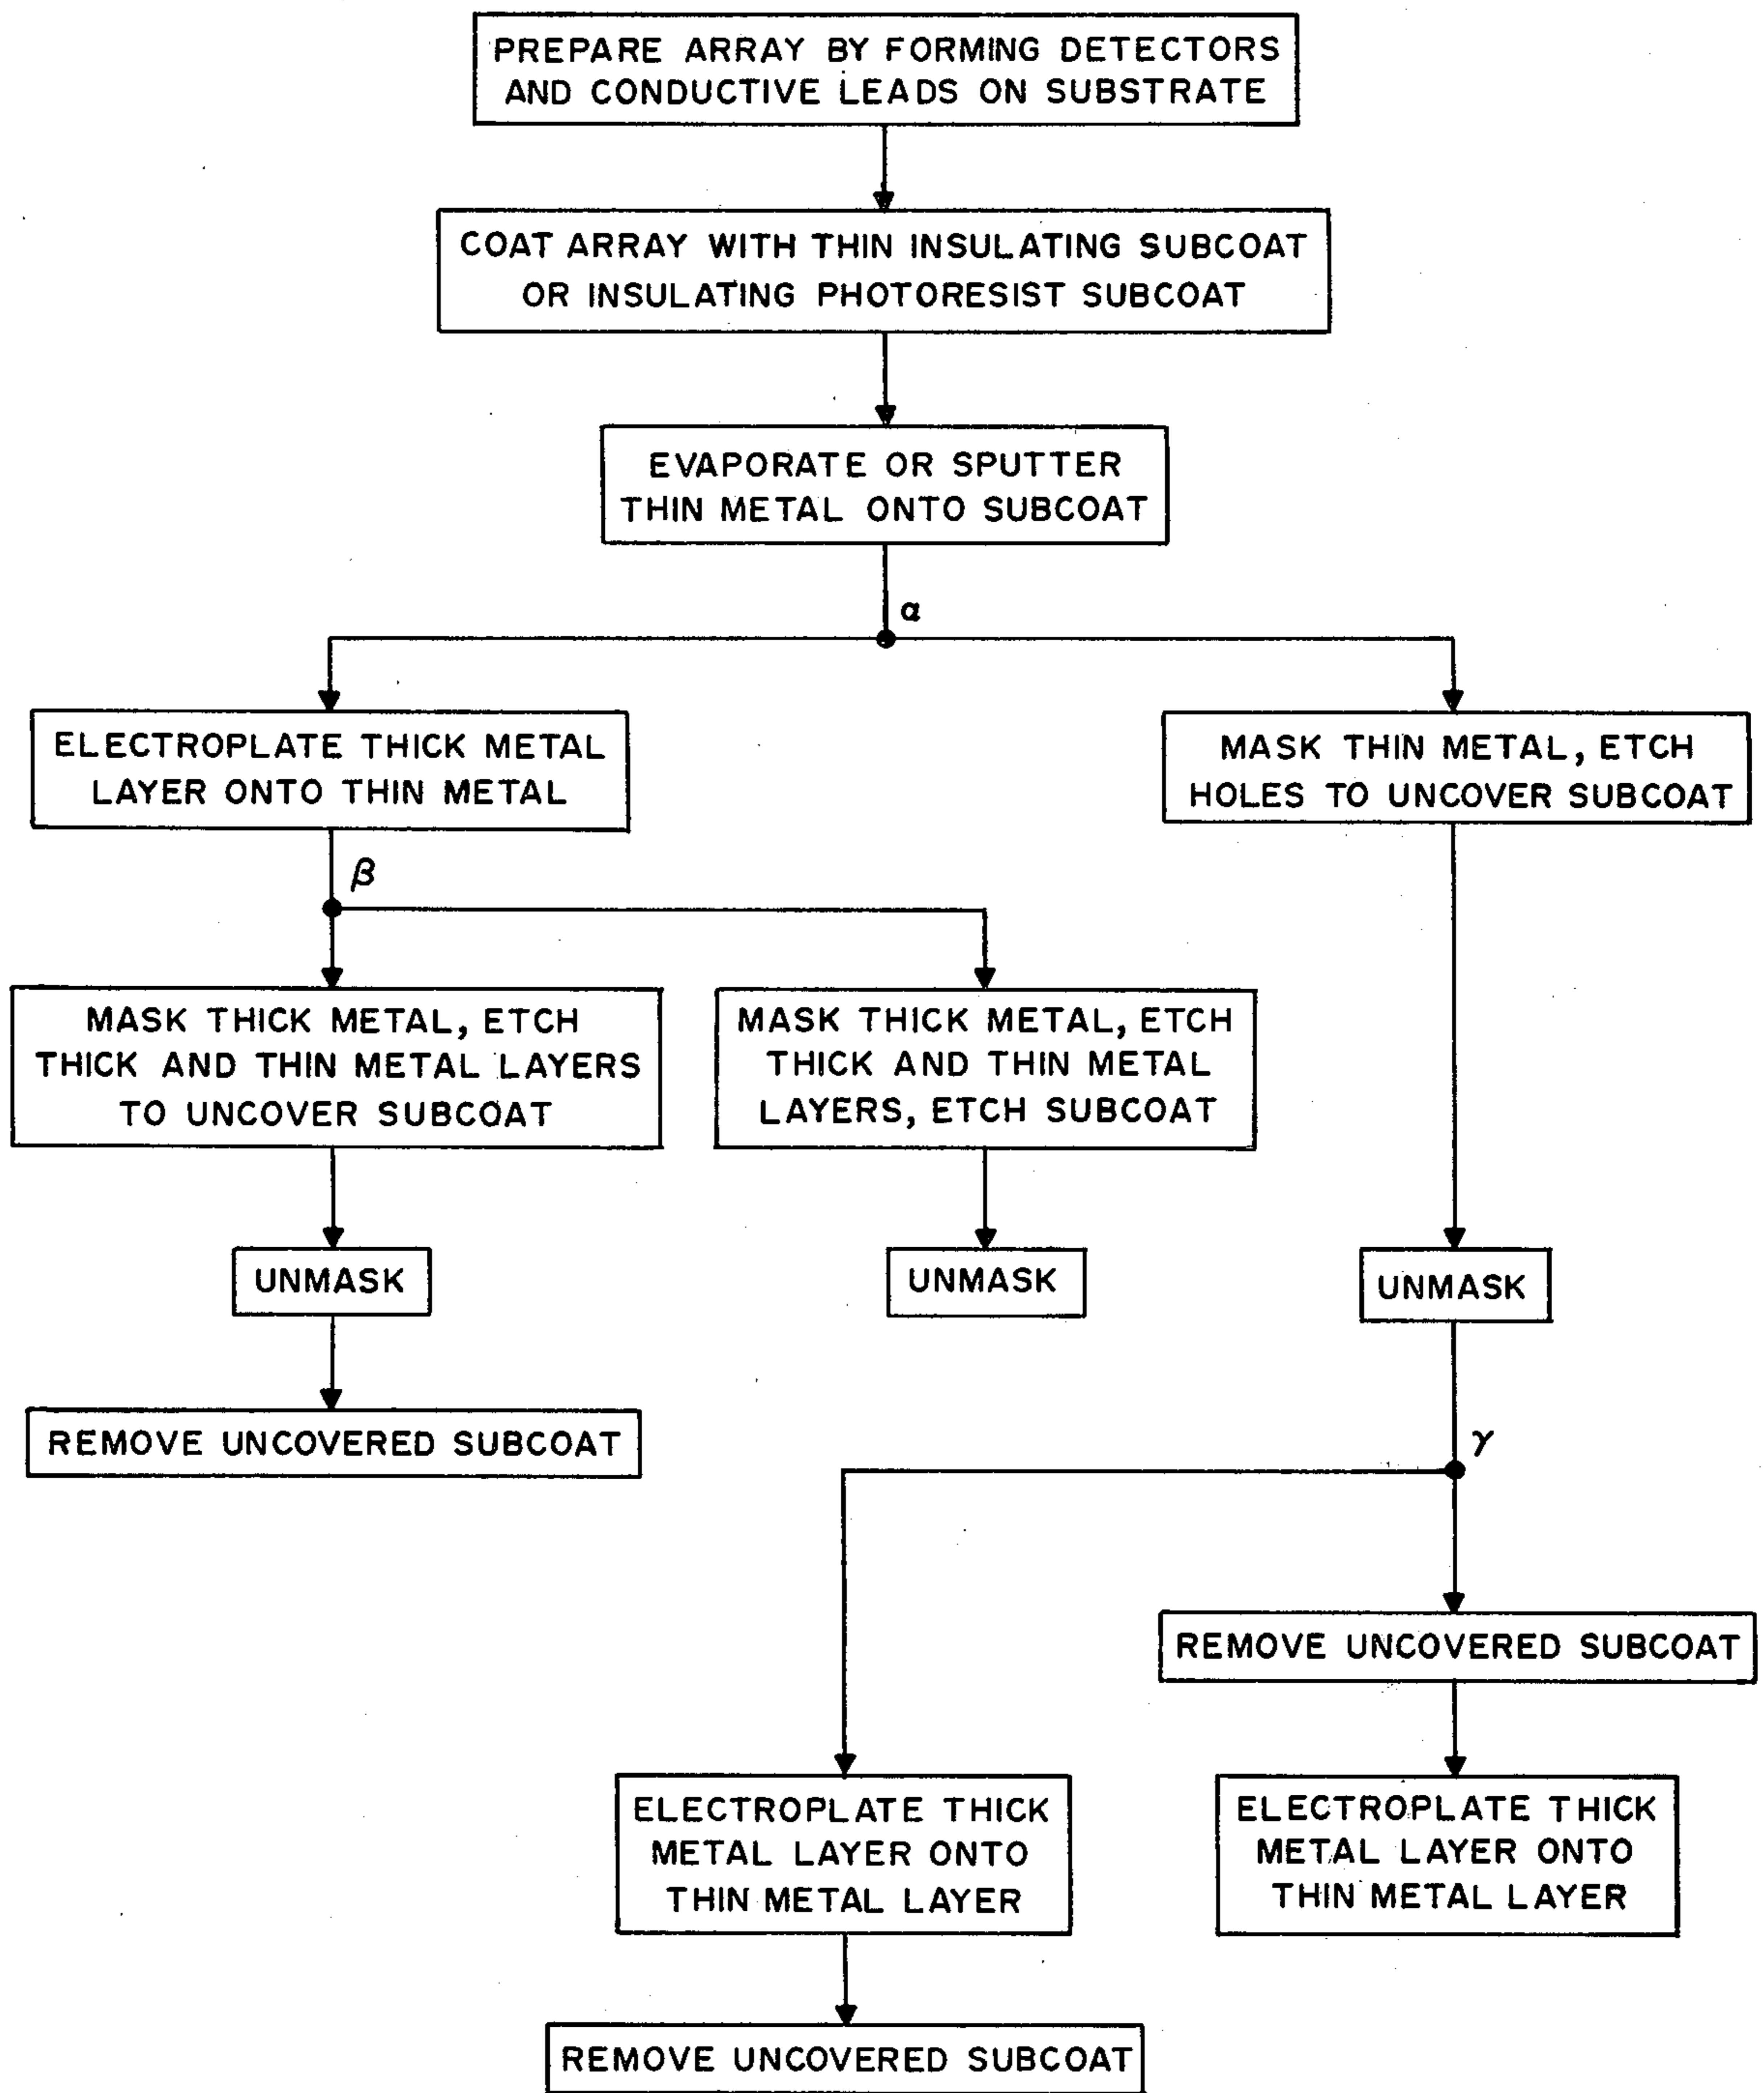 PREPARE ARRAY BY FORMING DETECTORS
AND CONDUCTIVE LEADS ON SUBSTRATE
COAT ARRAY WITH THIN INSULATING SUBCOAT
OR INSULATING PHOTORESIST SUBCOAT
EVAPORATE OR SPUTTER
THIN METAL ONTO SUBCOAT
α
ELECTROPLATE THICK METAL
LAYER ONTO THIN METAL
MASK THIN METAL, ETCH
HOLES TO UNCOVER SUBCOAT
β
MASK THICK METAL, ETCH
THICK AND THIN METAL LAYERS
TO UNCOVER SUBCOAT
MASK THICK METAL, ETCH
THICK AND THIN METAL
LAYERS, ETCH SUBCOAT
UNMASK
UNMASK
UNMASK
REMOVE UNCOVERED SUBCOAT
γ
REMOVE UNCOVERED SUBCOAT
ELECTROPLATE THICK
METAL LAYER ONTO
THIN METAL LAYER
ELECTROPLATE THICK
METAL LAYER ONTO
THIN METAL LAYER
REMOVE UNCOVERED SUBCOAT